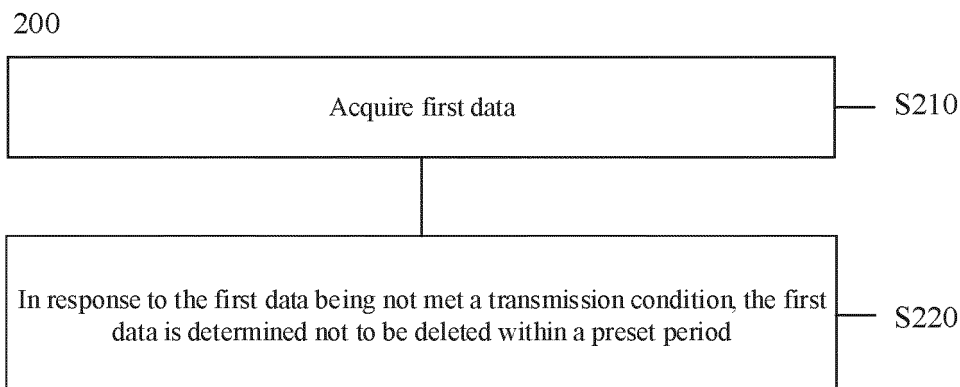 200
Acquire first data
S210
In response to the first data being not met a transmission condition, the first
data is determined not to be deleted within a preset period
S220